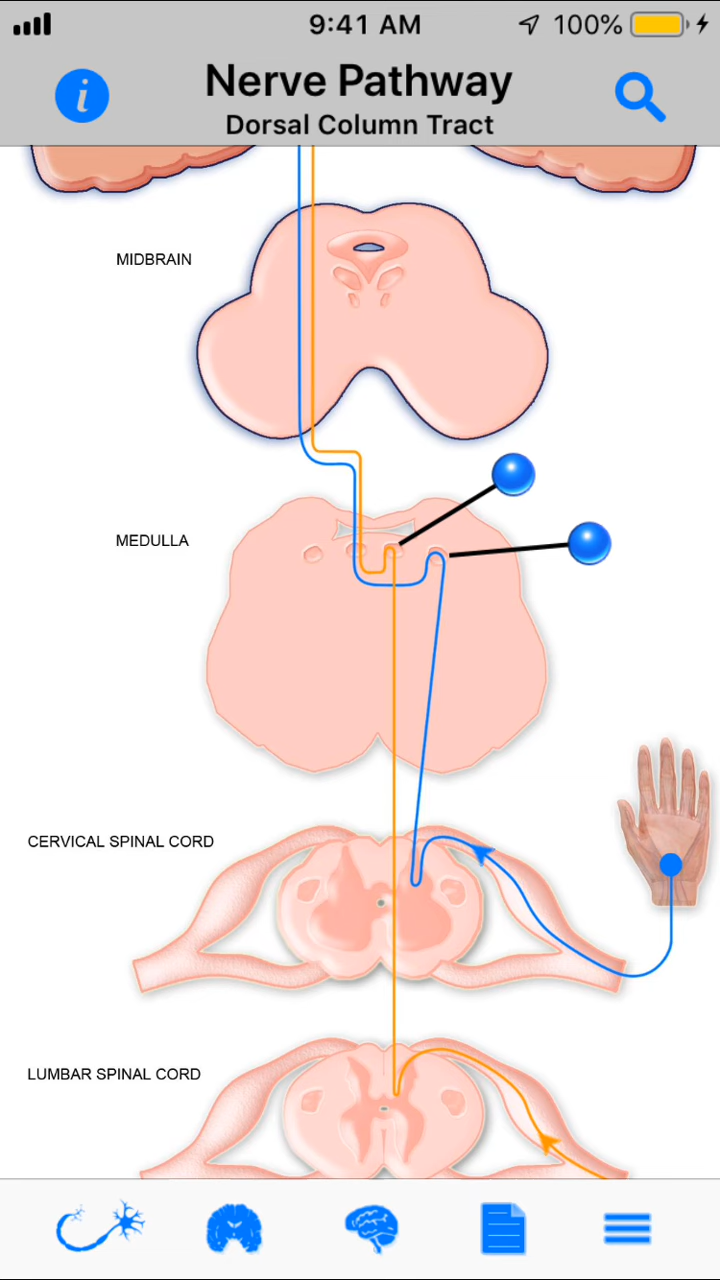 9:41 AM
100%
i
Nerve Pathway
Dorsal Column Tract
MIDBRAIN
MEDULLA
CERVICAL SPINAL CORD
LUMBAR SPINAL CORD